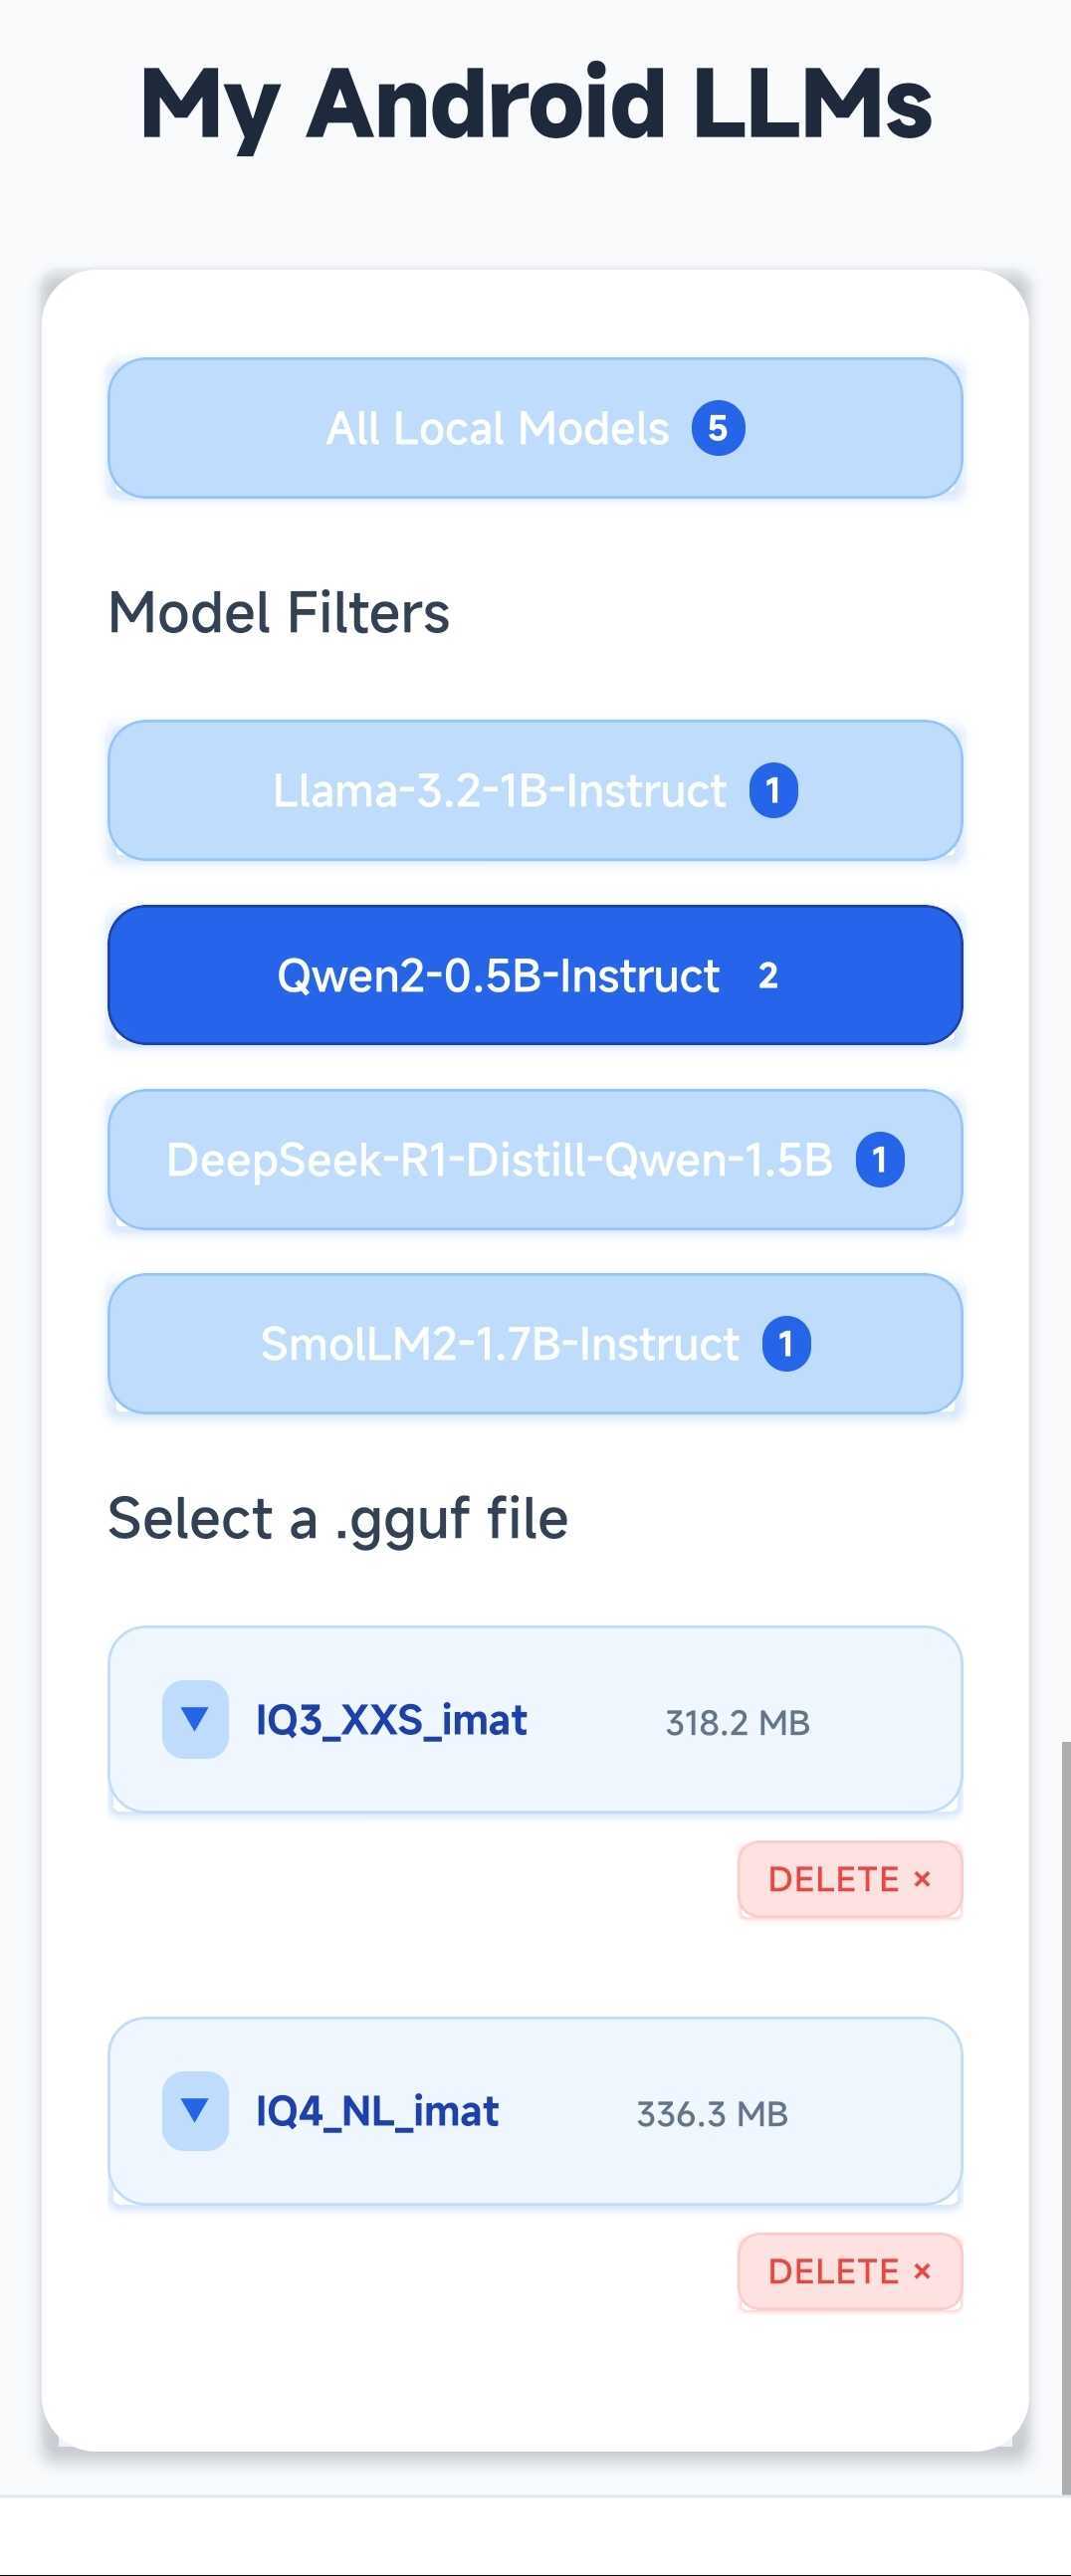 My Android LLMs
All Local Models 5
Model Filters
Llama-3.2-1B-Instruct 1
Qwen2-0.5B-Instruct 2
DeepSeek-R1-Distill-Qwen-1.5B 1
SmolLM2-1.7B-Instruct 1
Select a .gguf file
▼ IQ3_XXS_imat 318.2 MB
DELETE ×
▼ IQ4_NL_imat 336.3 MB
DELETE ×